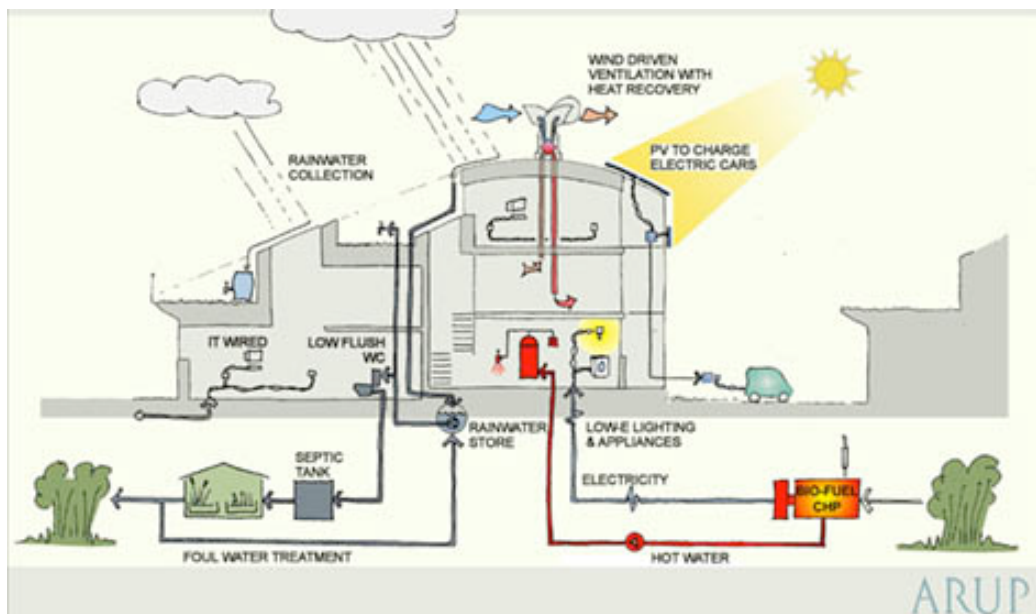 WIND DRIVEN
VENTILATION WITH
HEAT RECOVERY
RAINWATER
COLLECTION
PV TO CHARGE
ELECTRIC CARS
IT WIRED
LOW FLUSH
WC
RAINWATER
STORE
LOW-E LIGHTING
& APPLIANCES
SEPTIC
TANK
ELECTRICITY
BIO-FUEL
CHP
FOUL WATER TREATMENT
HOT WATER
ARUP